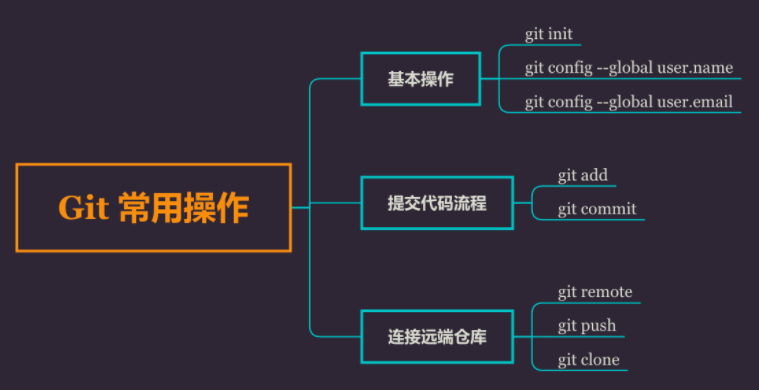 Git 常用操作
基本操作
git init
git config --global user.name
git config --global user.email
提交代码流程
git add
git commit
连接远端仓库
git remote
git push
git clone